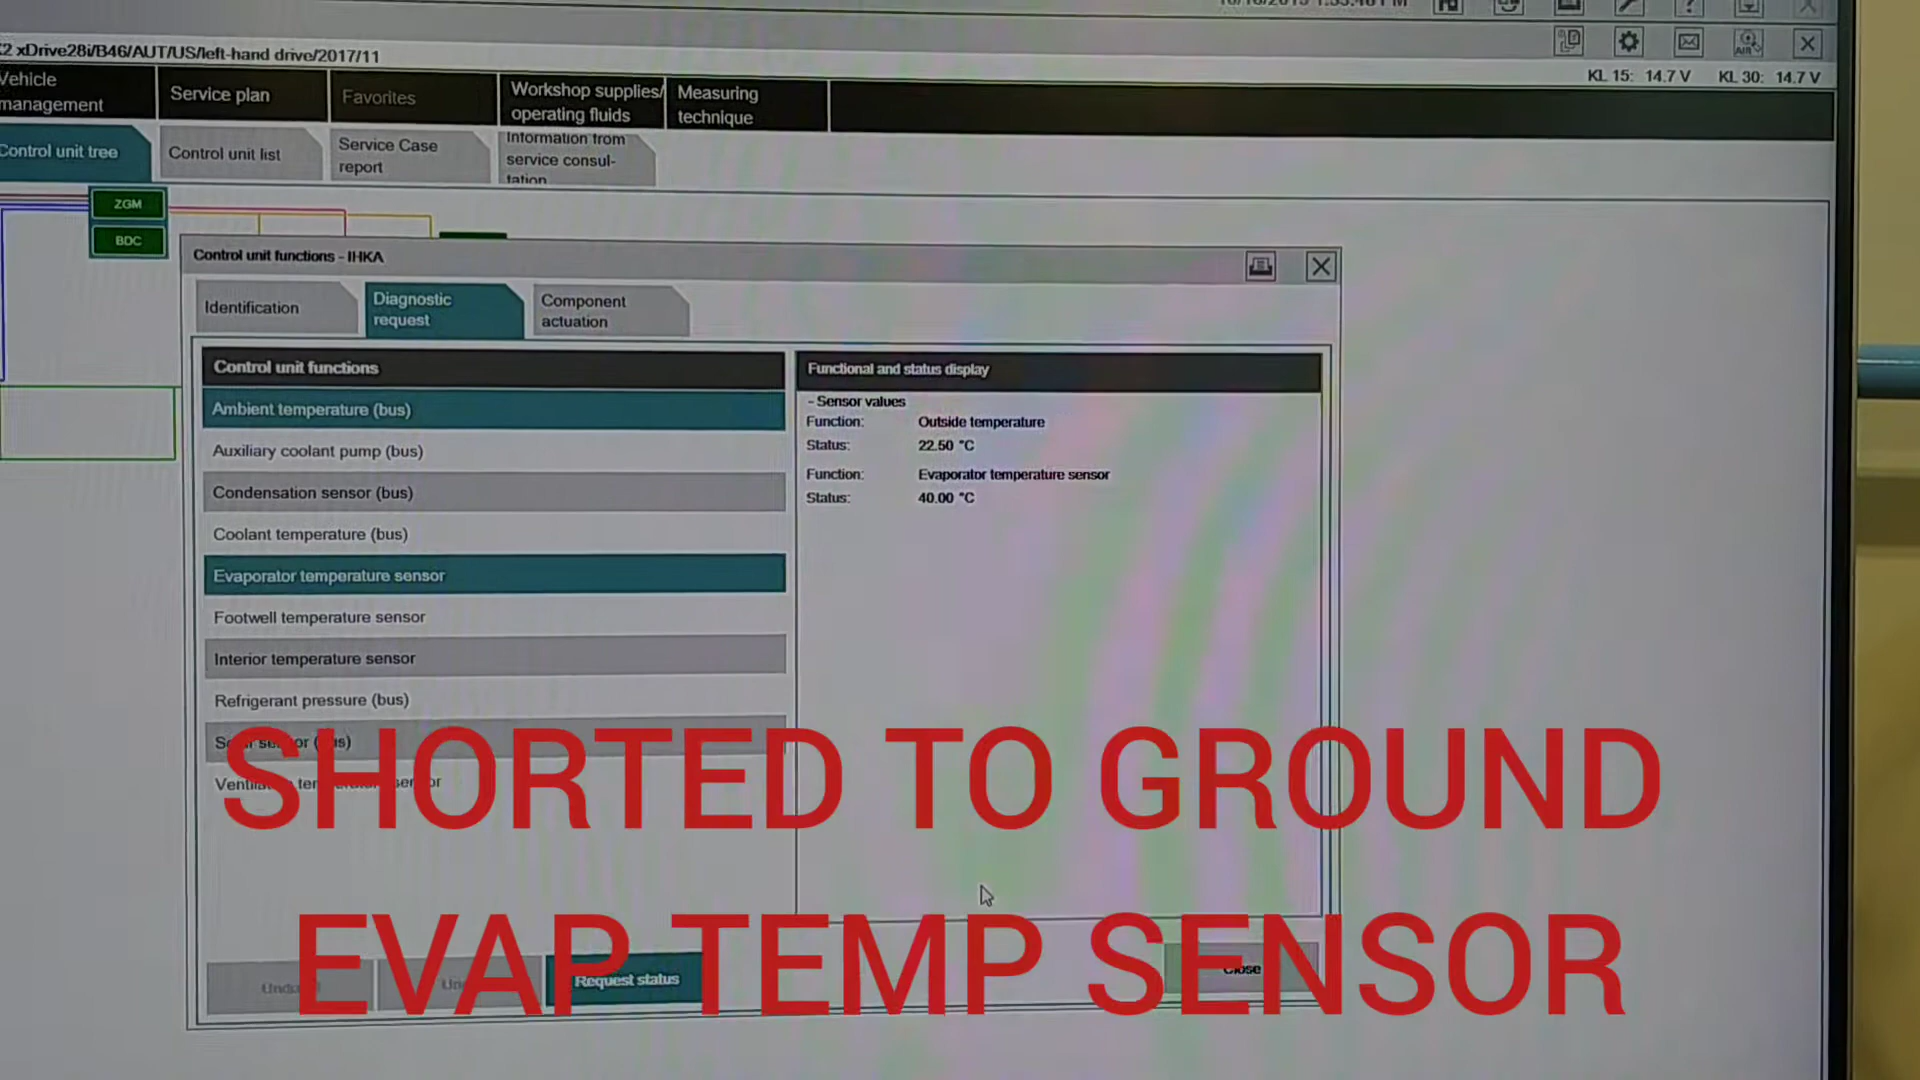 2 xDrive28i/B46/AUT/US/left-hand drive/2017/11
KL 15: 14.7 V KL 30: 14.7 V
Vehicle
management
Service plan
Favorites
Workshop supplies/
operating fluids
Measuring
technique
Control unit tree
Control unit list
Service Case
report
Information from
service consul-
tation
ZGM
BDC
Control unit functions - IHKA
Identification
Diagnostic
request
Component
actuation
Control unit functions
Ambient temperature (bus)
Auxiliary coolant pump (bus)
Condensation sensor (bus)
Coolant temperature (bus)
Evaporator temperature sensor
Footwell temperature sensor
Interior temperature sensor
Refrigerant pressure (bus)
Functional and status display
- Sensor values
Function: Outside temperature
Status: 22.50 °C
Function: Evaporator temperature sensor
Status: 40.00 °C
SHORTED TO GROUND
EVAP TEMP SENSOR
Request status
Close